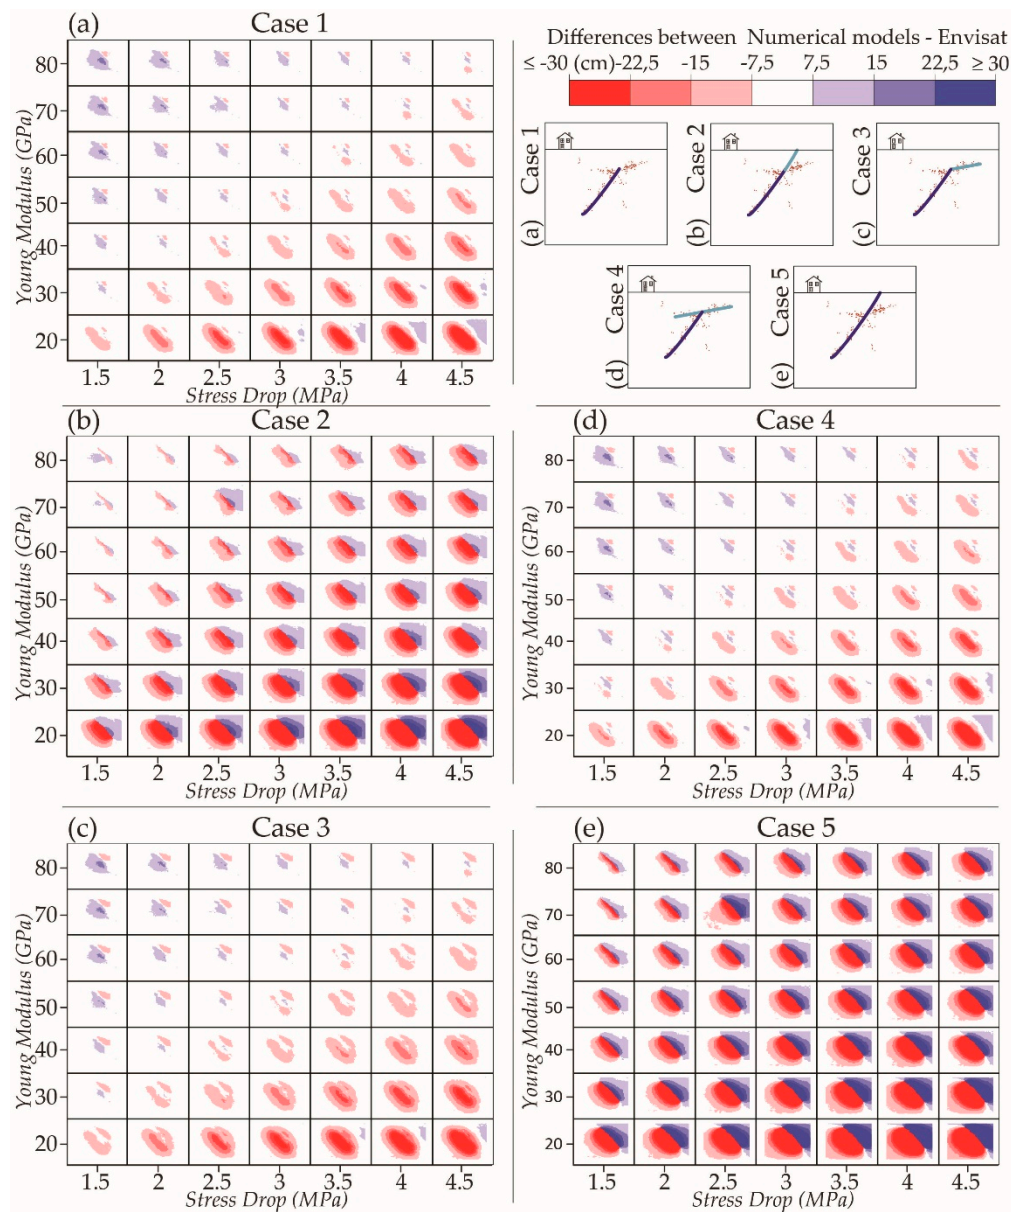 (a) Case 1
Differences between Numerical models - Envisat
≤ -30 (cm) -22,5 -15 -7,5 7,5 15 22,5 ≥ 30
(a) Case 1
(b) Case 2
(c) Case 3
(d) Case 4
(e) Case 5
Young Modulus (GPa)
80
70
60
50
40
30
20
1.5 2 2.5 3 3.5 4 4.5
Stress Drop (MPa)
(b) Case 2
Young Modulus (GPa)
80
70
60
50
40
30
20
1.5 2 2.5 3 3.5 4 4.5
Stress Drop (MPa)
(d) Case 4
Young Modulus (GPa)
80
70
60
50
40
30
20
1.5 2 2.5 3 3.5 4 4.5
Stress Drop (MPa)
(c) Case 3
Young Modulus (GPa)
80
70
60
50
40
30
20
1.5 2 2.5 3 3.5 4 4.5
Stress Drop (MPa)
(e) Case 5
Young Modulus (GPa)
80
70
60
50
40
30
20
1.5 2 2.5 3 3.5 4 4.5
Stress Drop (MPa)